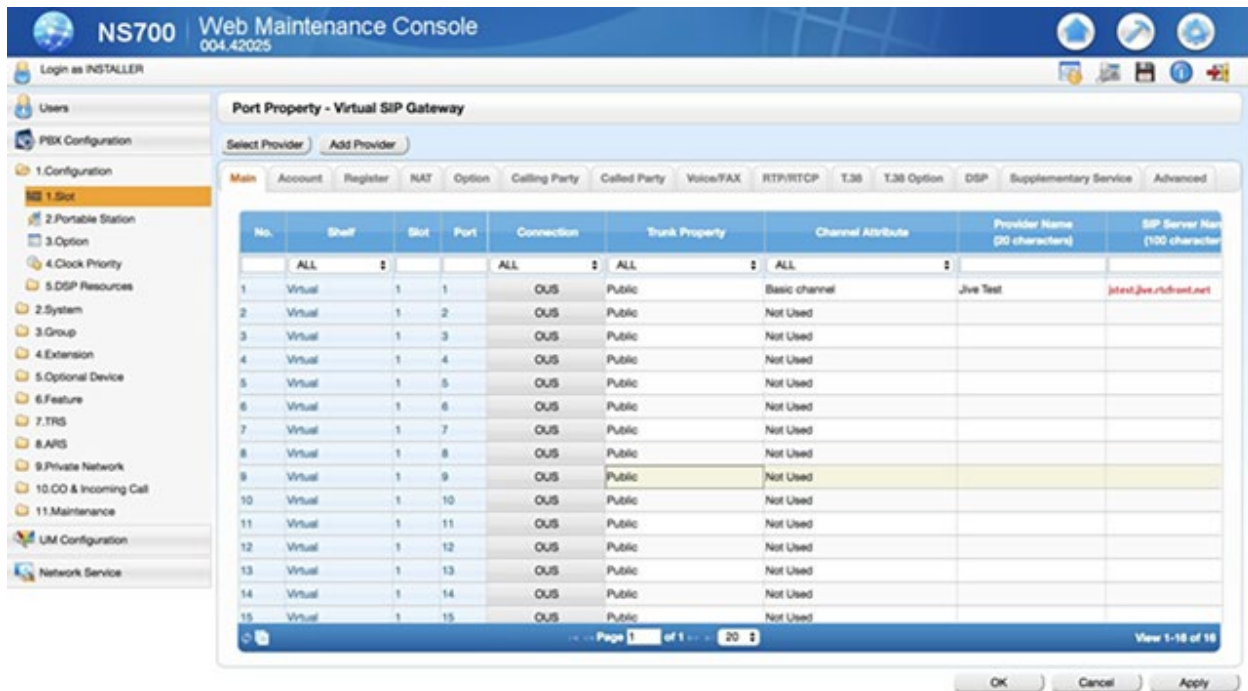 NS700 Web Maintenance Console
004.42025
Login as INSTALLER
Users
PBX Configuration
1.Configuration
1.Slot
2.Portable Station
3.Option
4.Clock Priority
5.DSP Resources
2.System
3.Group
4.Extension
5.Optional Device
6.Feature
7.TRS
8.ARS
9.Private Network
10.CO & Incoming Call
11.Maintenance
UM Configuration
Network Service
Port Property - Virtual SIP Gateway
Select Provider Add Provider
Main Account Register NAT Option Calling Party Called Party Voice/FAX RTP/RTCP T.38 T.38 Option DSP Supplementary Service Advanced
No. Shelf Slot Port Connection Trunk Property Channel Attribute Provider Name (20 characters) SIP Server Nam (100 character
ALL ALL ALL ALL
1 Virtual 1 1 OUS Public Basic channel Jive Test jstest.jive.rtcfront.net
2 Virtual 1 2 OUS Public Not Used
3 Virtual 1 3 OUS Public Not Used
4 Virtual 1 4 OUS Public Not Used
5 Virtual 1 5 OUS Public Not Used
6 Virtual 1 6 OUS Public Not Used
7 Virtual 1 7 OUS Public Not Used
8 Virtual 1 8 OUS Public Not Used
9 Virtual 1 9 OUS Public Not Used
10 Virtual 1 10 OUS Public Not Used
11 Virtual 1 11 OUS Public Not Used
12 Virtual 1 12 OUS Public Not Used
13 Virtual 1 13 OUS Public Not Used
14 Virtual 1 14 OUS Public Not Used
15 Virtual 1 15 OUS Public Not Used
Page 1 of 1 20 View 1-16 of 16
OK Cancel Apply